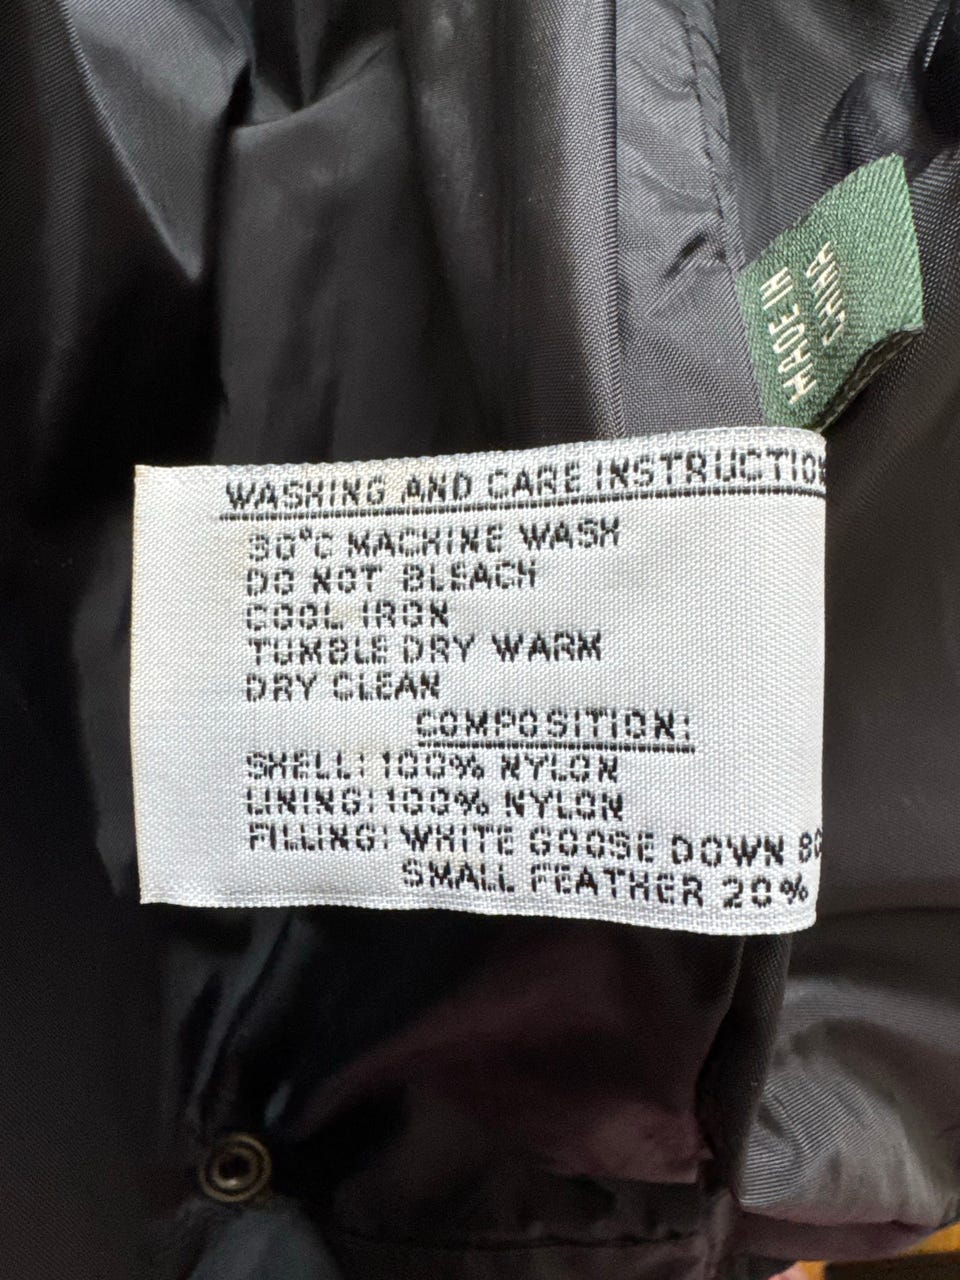 MADE IN
CHINA
WASHING AND CARE INSTRUCTION
30°C MACHINE WASH
DO NOT BLEACH
COOL IRON
TUMBLE DRY WARM
DRY CLEAN
COMPOSITION:
SHELL: 100% NYLON
LINING: 100% NYLON
FILLING: WHITE GOOSE DOWN 80
SMALL FEATHER 20%